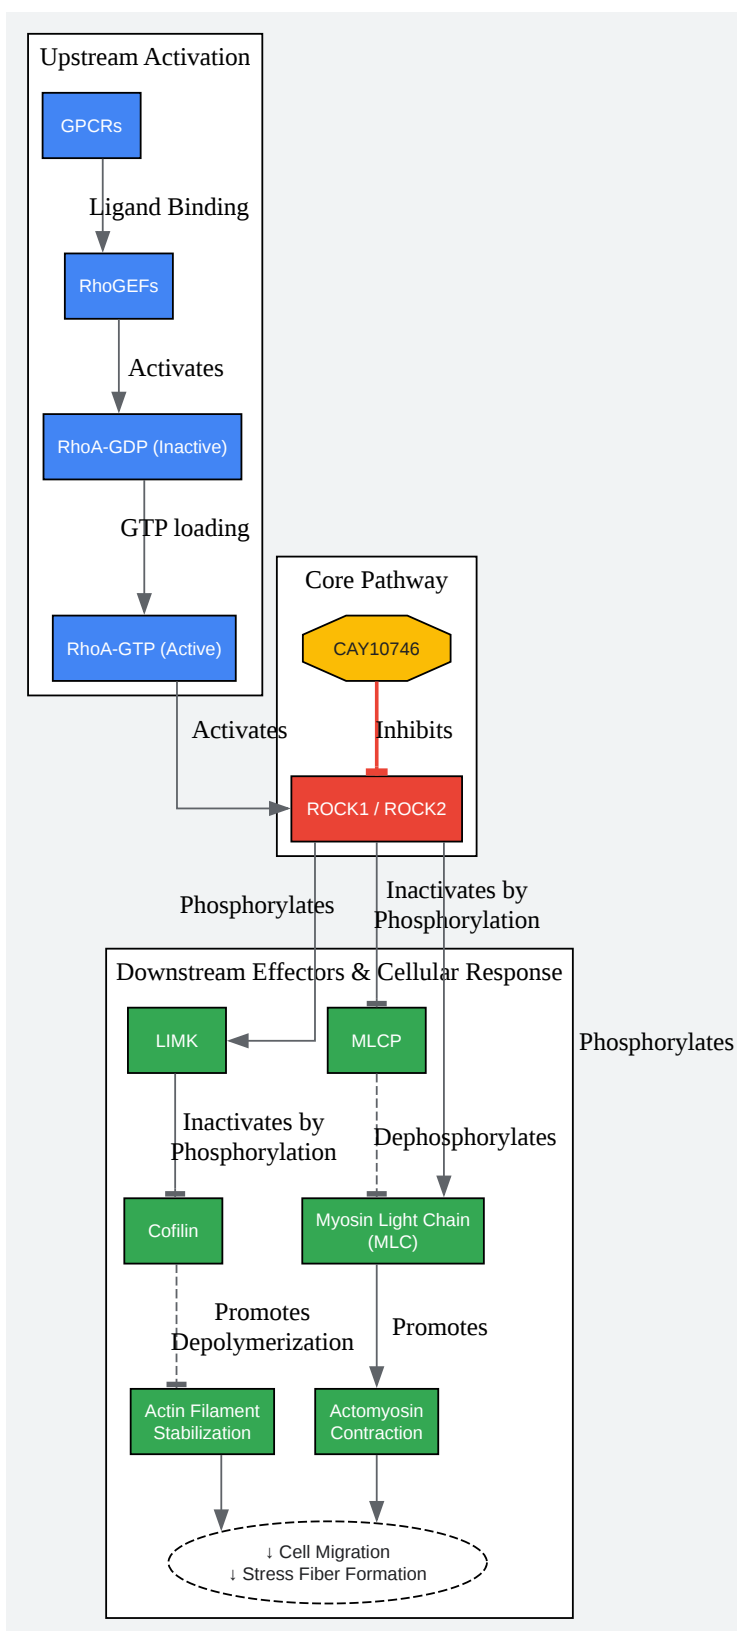 Upstream Activation
GPCRs
Ligand Binding
RhoGEFs
Activates
RhoA-GDP (Inactive)
GTP loading
RhoA-GTP (Active)
Activates
Core Pathway
CAY10746
Inhibits
ROCK1 / ROCK2
Phosphorylates
Inactivates by
Phosphorylation
Phosphorylates
Downstream Effectors & Cellular Response
LIMK
MLCP
Inactivates by
Phosphorylation
Dephosphorylates
Cofilin
Myosin Light Chain
(MLC)
Promotes
Depolymerization
Promotes
Actin Filament
Stabilization
Actomyosin
Contraction
↓ Cell Migration
↓ Stress Fiber Formation